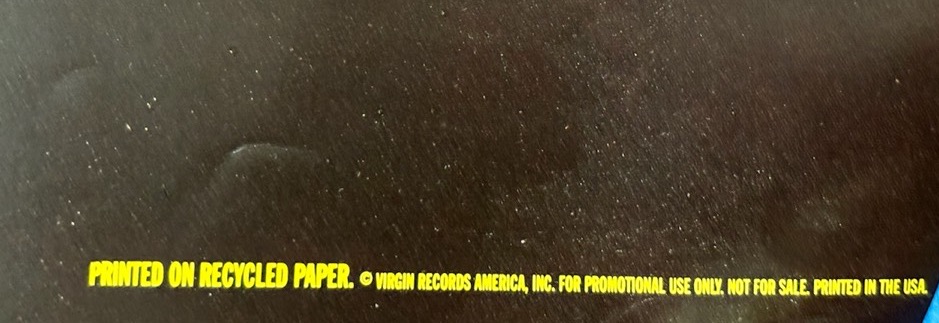 PRINTED ON RECYCLED PAPER. © VIRGIN RECORDS AMERICA, INC. FOR PROMOTIONAL USE ONLY. NOT FOR SALE. PRINTED IN THE USA.